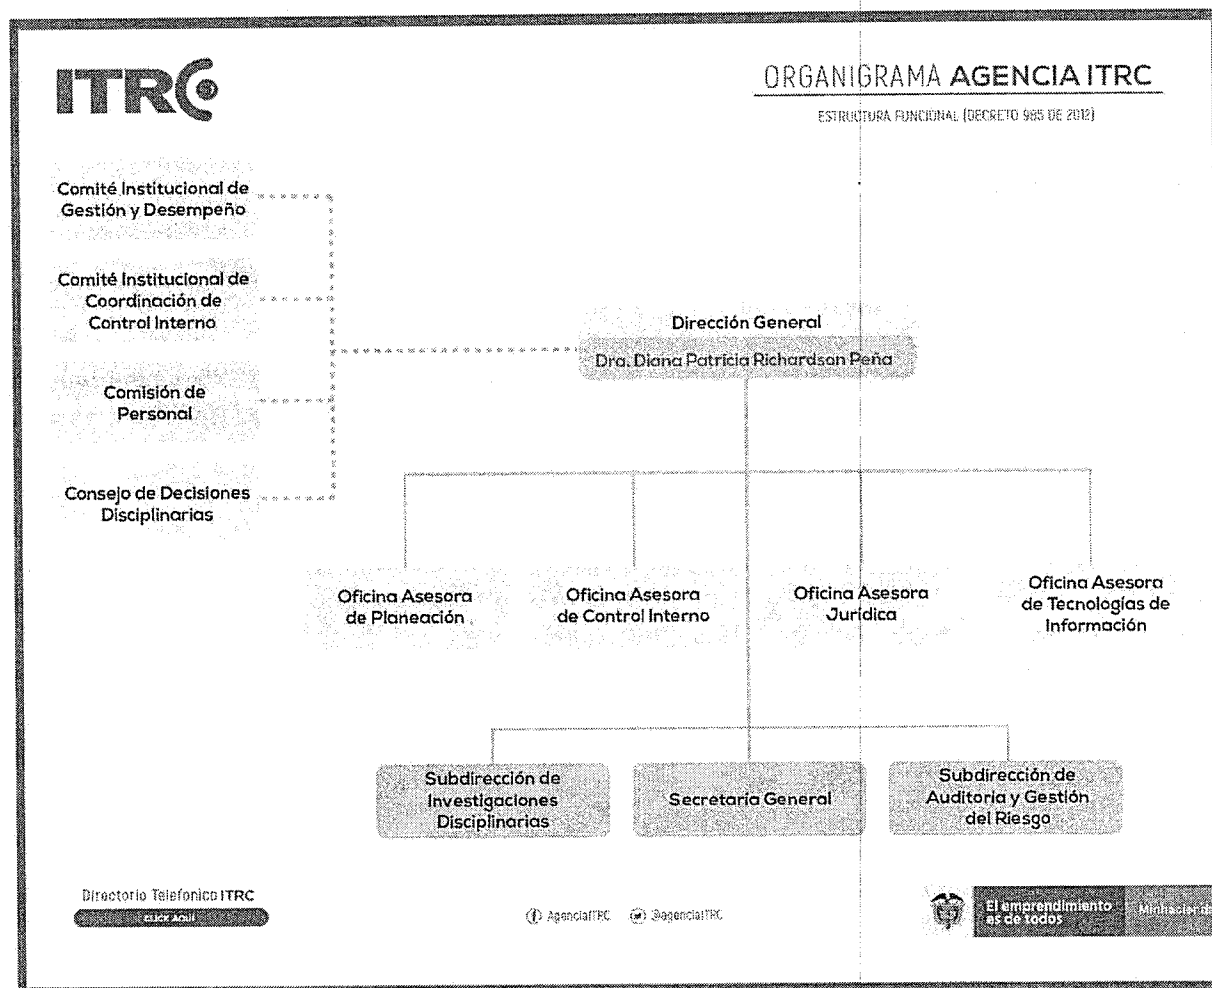 ITRC
ORGANIGRAMA AGENCIA ITRC
ESTRUCTURA FUNCIONAL (DECRETO 985 DE 2012)
Comité Institucional de
Gestión y Desempeño
Comité Institucional de
Coordinación de
Control Interno
Comisión de
Personal
Consejo de Decisiones
Disciplinarias
Dirección General
Dra. Diana Patricia Richardson Peña
Oficina Asesora
de Planeación
Oficina Asesora
de Control Interno
Oficina Asesora
Jurídica
Oficina Asesora
de Tecnologías de
Información
Subdirección de
Investigaciones
Disciplinarias
Secretaría General
Subdirección de
Auditoria y Gestión
del Riesgo
Directorio Telefonico ITRC
CLICK AQUÍ
AgenciaITRC @agenciaITRC
El emprendimiento
es de todos
Minhacienda